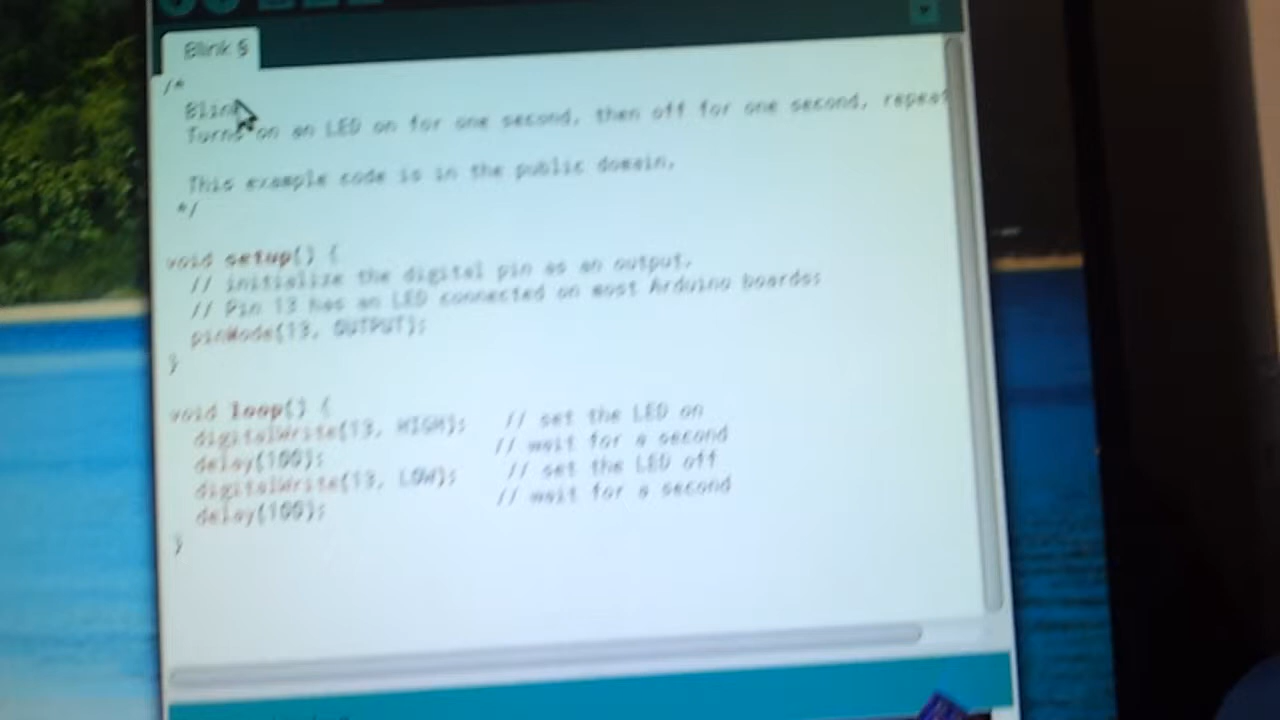 Blink §
/*
Blink
Turns on an LED on for one second, then off for one second, repeat
This example code is in the public domain.
*/
void setup() {
// initialize the digital pin as an output.
// Pin 13 has an LED connected on most Arduino boards:
pinMode(13, OUTPUT);
}
void loop() {
digitalWrite(13, HIGH);   // set the LED on
delay(100);   // wait for a second
digitalWrite(13, LOW);   // set the LED off
delay(100);   // wait for a second
}